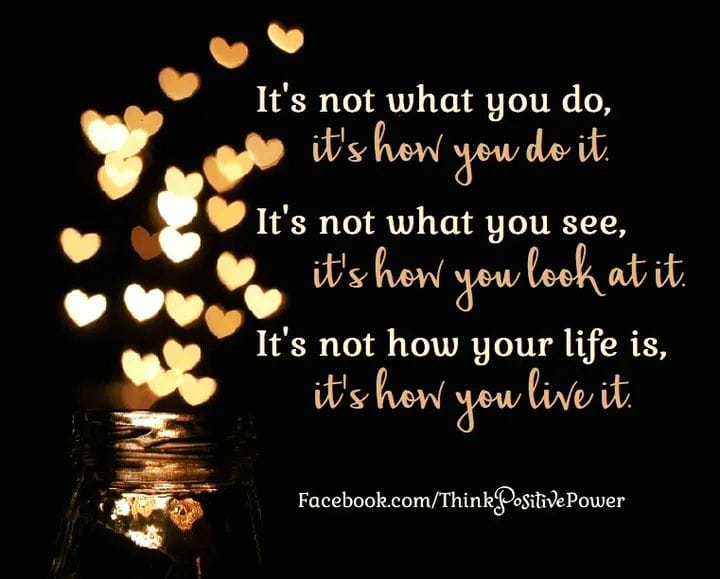 It's not what you do,
it's how you do it.
It's not what you see,
it's how you look at it.
It's not how your life is,
it's how you live it.
Facebook.com/ThinkPositivePower